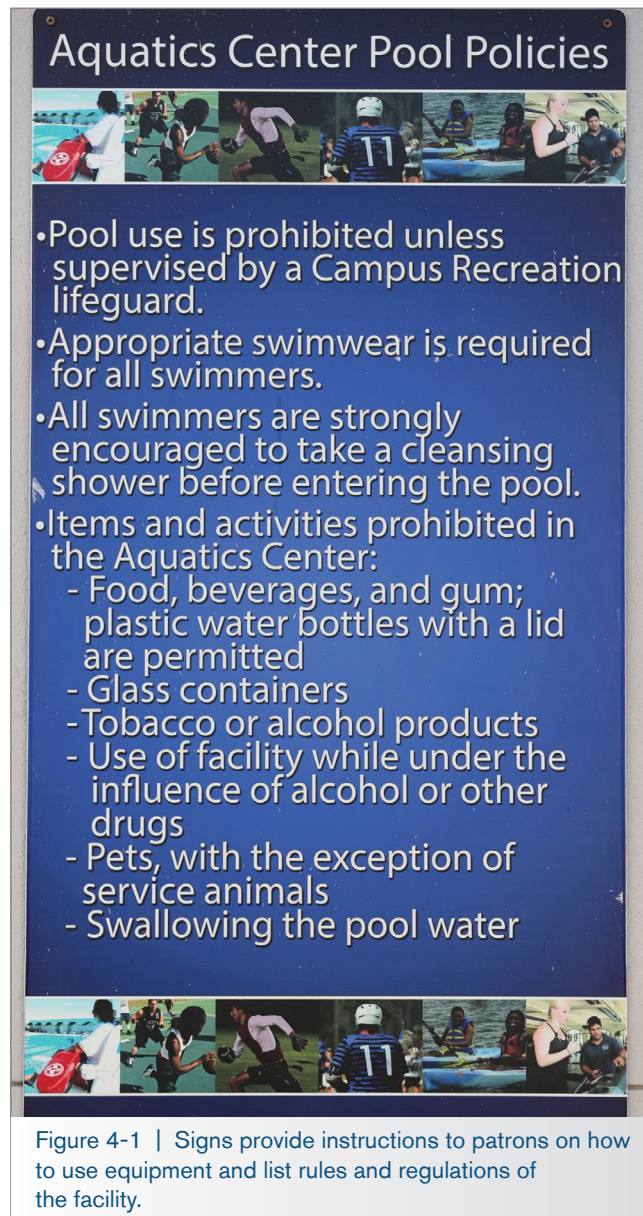 Aquatics Center Pool Policies
11
•Pool use is prohibited unless
supervised by a Campus Recreation
lifeguard.
•Appropriate swimwear is required
for all swimmers.
•All swimmers are strongly
encouraged to take a cleansing
shower before entering the pool.
•Items and activities prohibited in
the Aquatics Center:
- Food, beverages, and gum;
plastic water bottles with a lid
are permitted
- Glass containers
-Tobacco or alcohol products
- Use of facility while under the
influence of alcohol or other
drugs
- Pets, with the exception of
service animals
- Swallowing the pool water
11
Figure 4-1 | Signs provide instructions to patrons on how
to use equipment and list rules and regulations of
the facility.